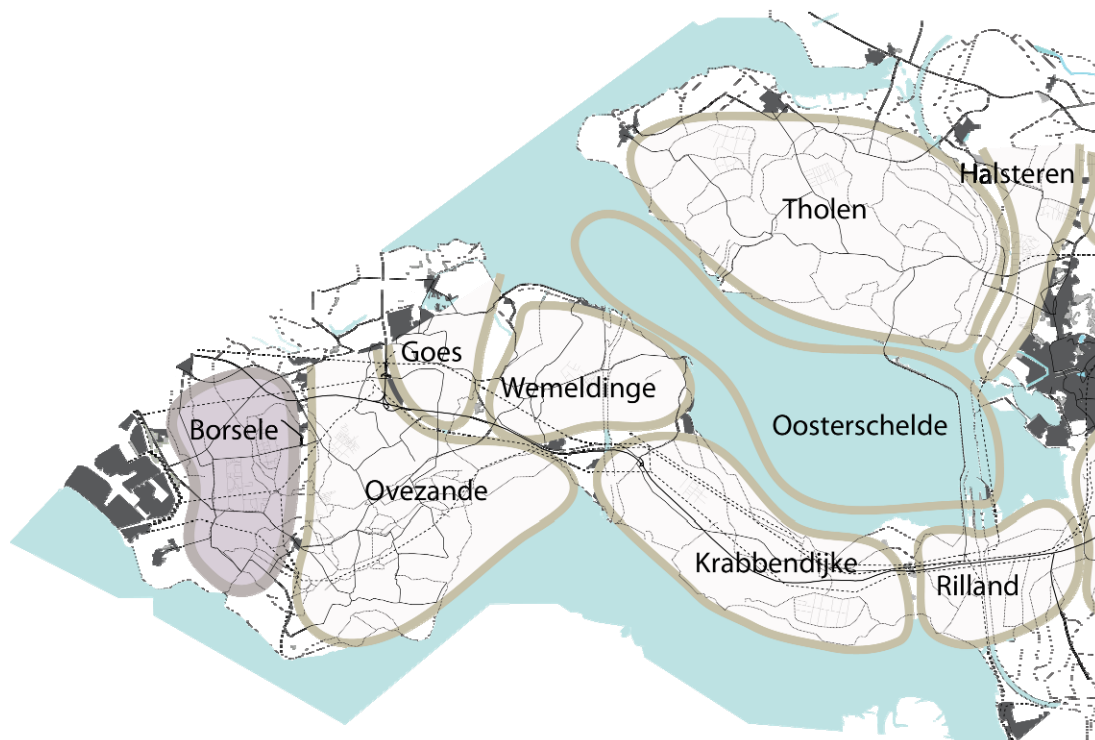 Halsteren
Tholen
Goes
Wemeldinge
Borsele
Oosterschelde
Ovezande
Krabbendijke
Rilland